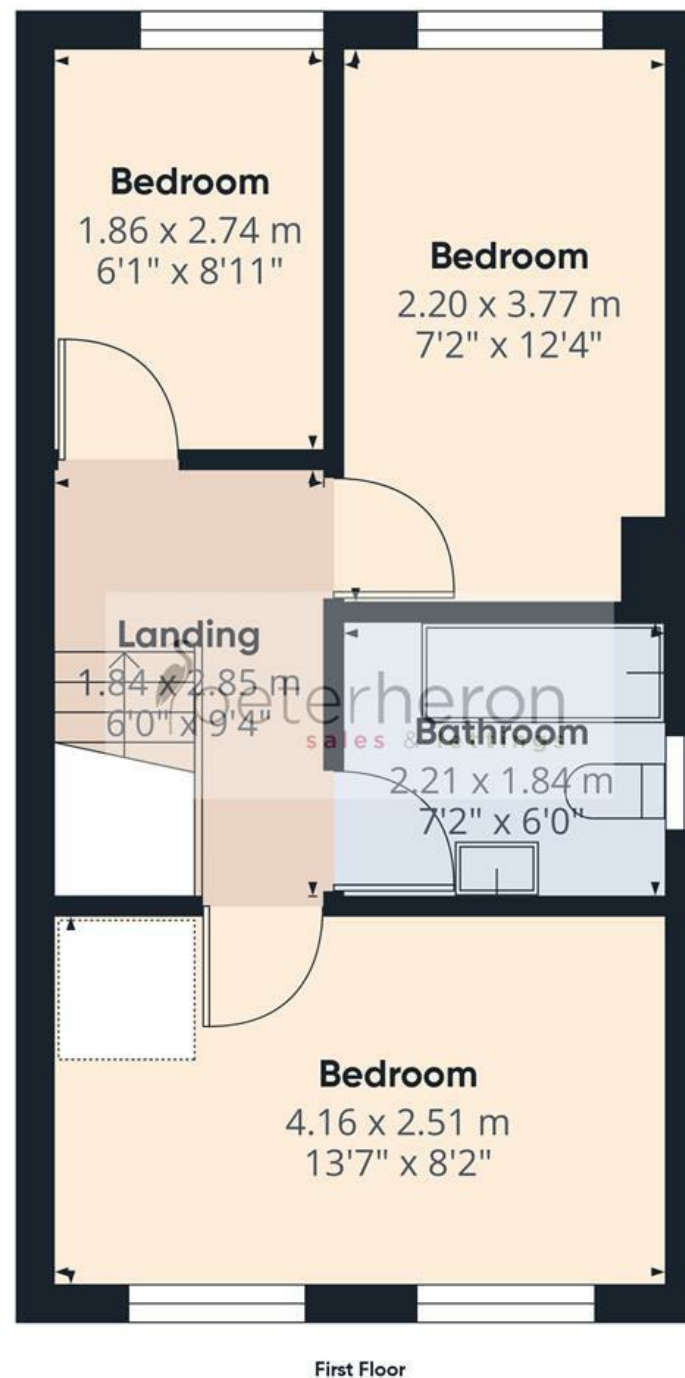 Bedroom
1.86 x 2.74 m
6'1" x 8'11"
Bedroom
2.20 x 3.77 m
7'2" x 12'4"
Landing
1.84 x 2.85 m
6'0" x 9'4"
peterheron
sales & lettings
Bathroom
2.21 x 1.84 m
7'2" x 6'0"
Bedroom
4.16 x 2.51 m
13'7" x 8'2"
First Floor